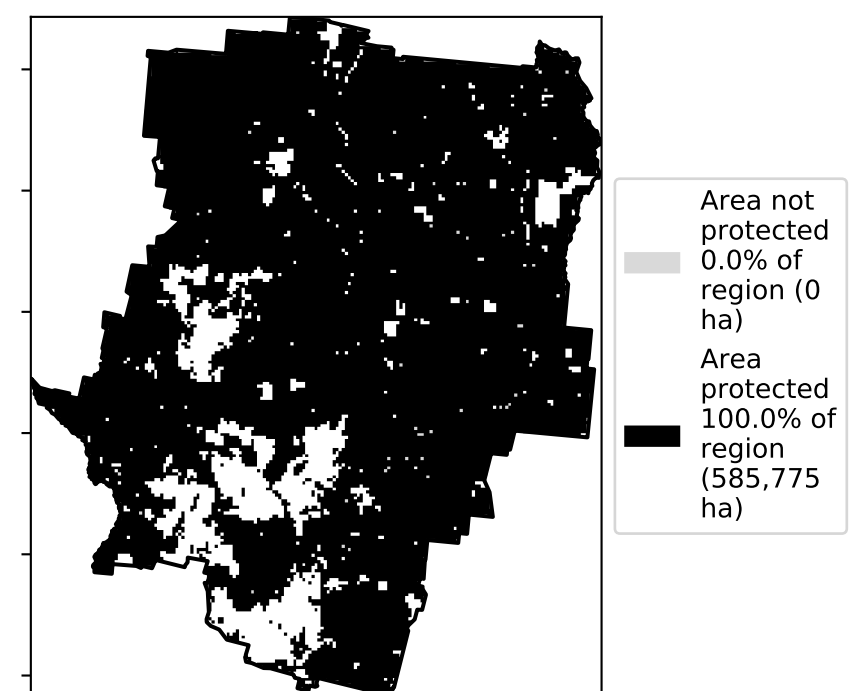 Area not
protected
0.0% of
region (0
ha)
Area
protected
100.0% of
region
(585,775
ha)